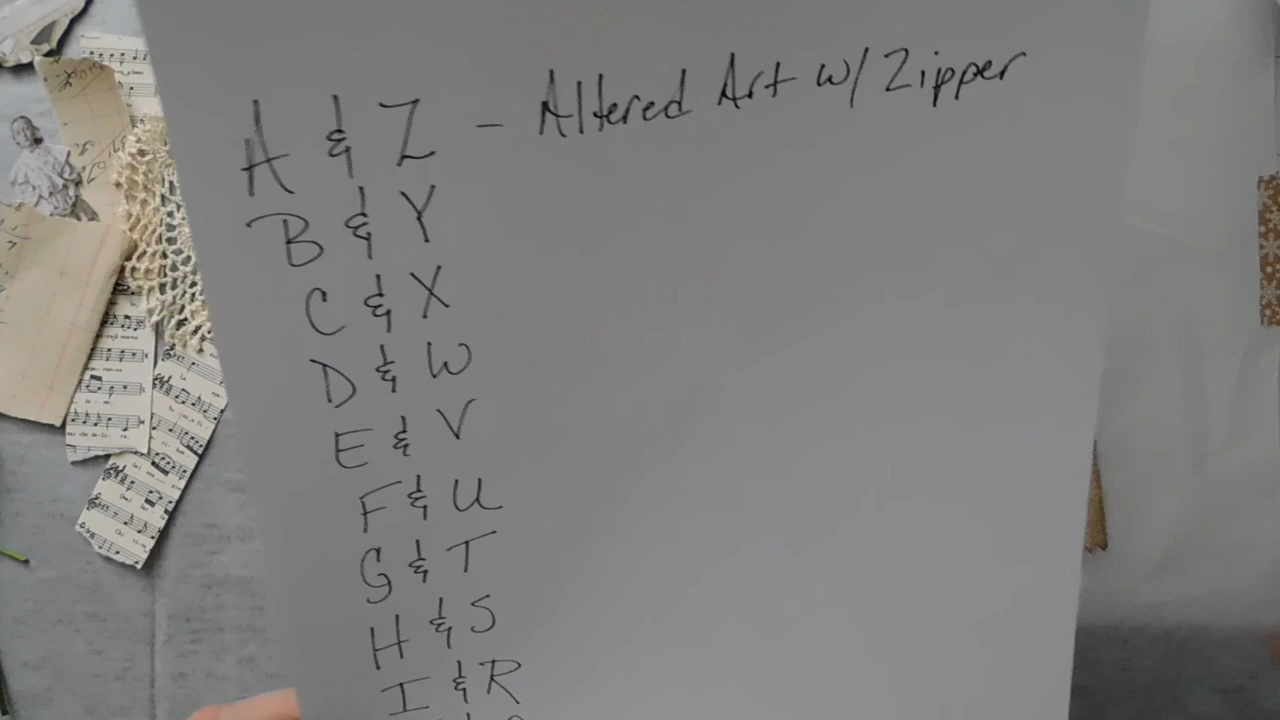 A & Z - Altered Art w/ Zipper
B & Y
C & X
D & W
E & V
F & U
G & T
H & S
I & R